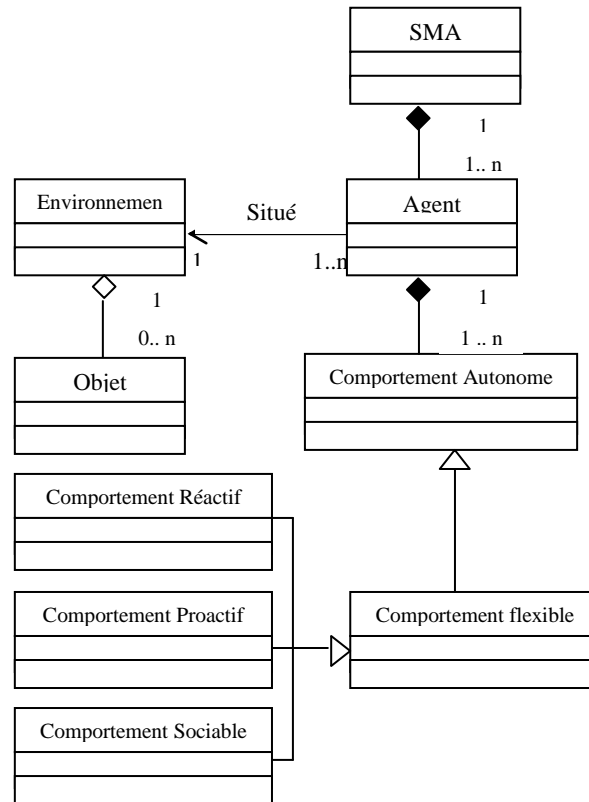 SMA
1
1.. n
Environnemen
Situé
Agent
1
1..n
1
0.. n
1
1 .. n
Objet
Comportement Autonome
Comportement Réactif
Comportement Proactif
Comportement flexible
Comportement Sociable